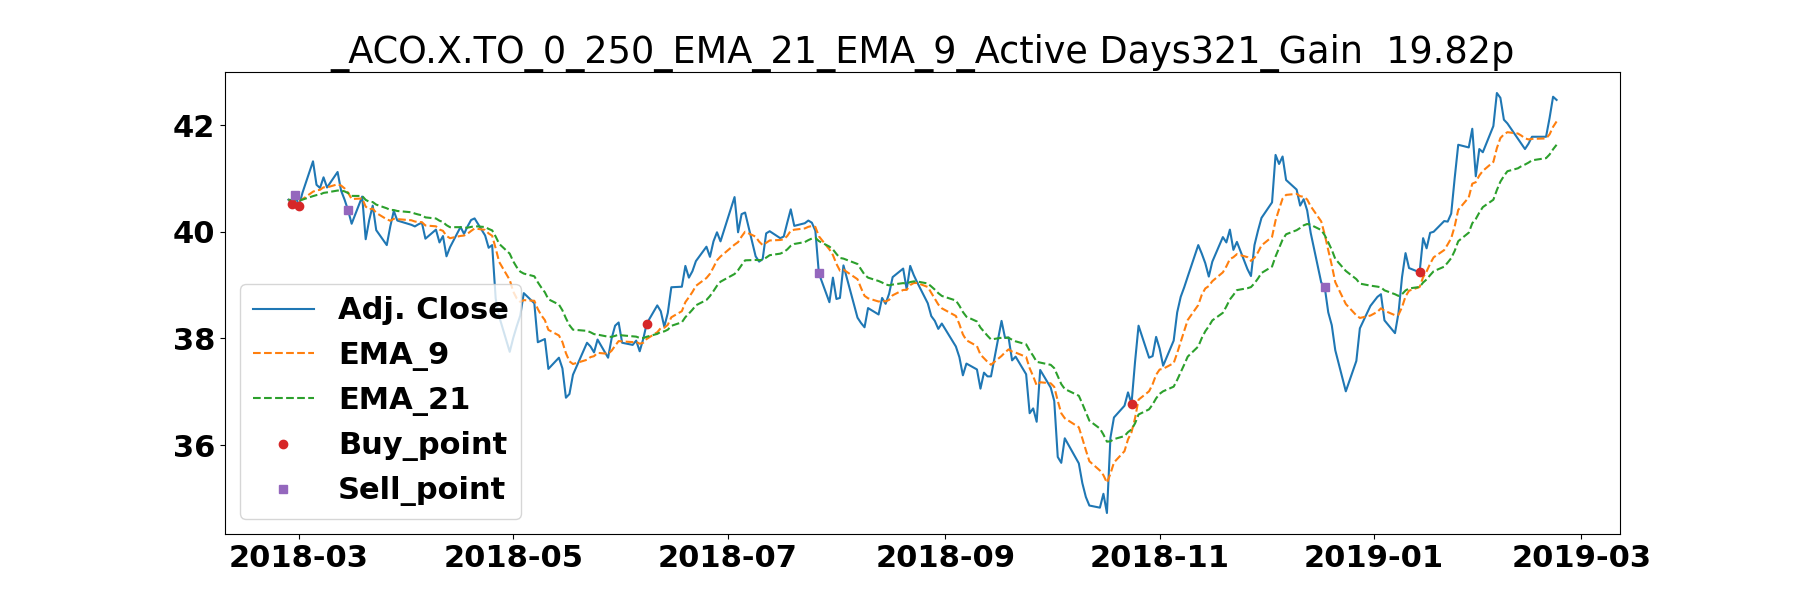 _ACO.X.TO_0_250_EMA_21_EMA_9_Active Days321_Gain  19.82p
42
40
38
36
Adj. Close
EMA_9
EMA_21
Buy_point
Sell_point
2018-03 2018-05 2018-07 2018-09 2018-11 2019-01 2019-03